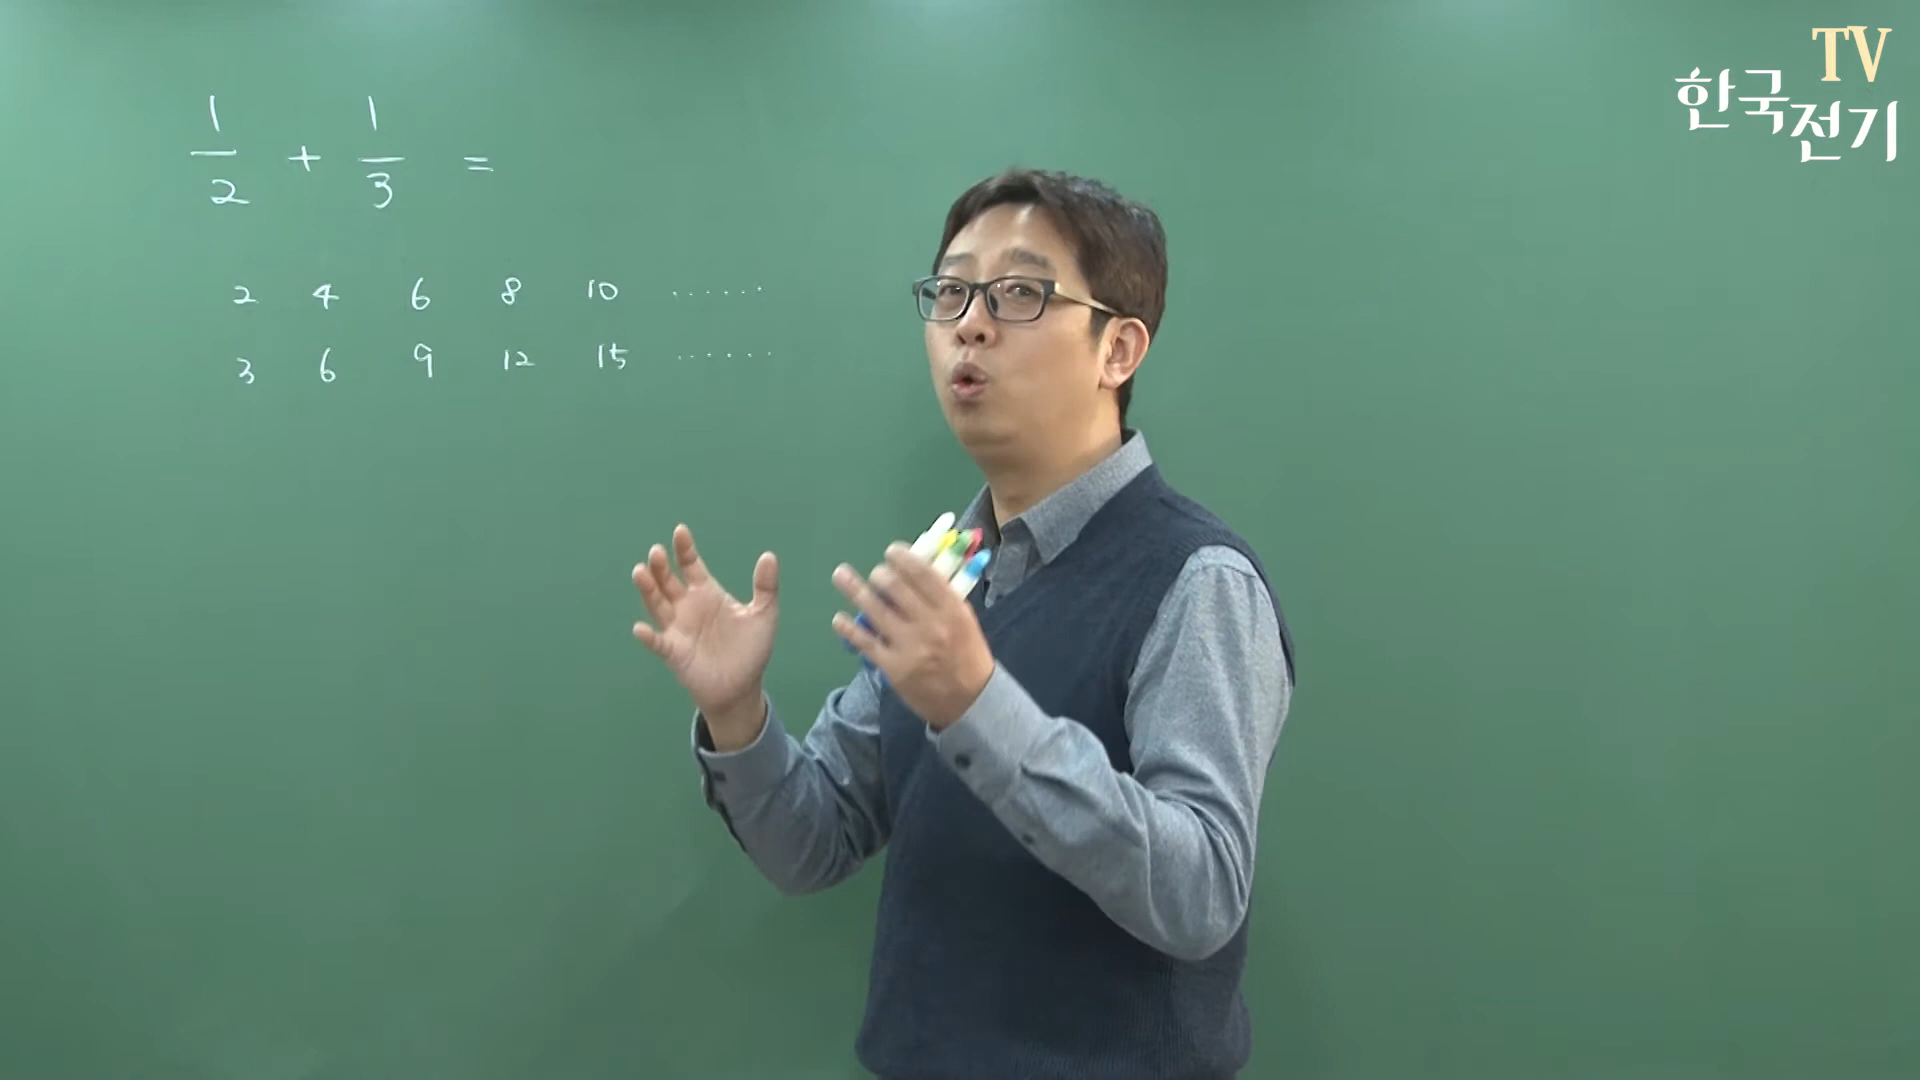 TV
한국전기
1/2 + 1/3 =
2 4 6 8 10 ......
3 6 9 12 15 ......